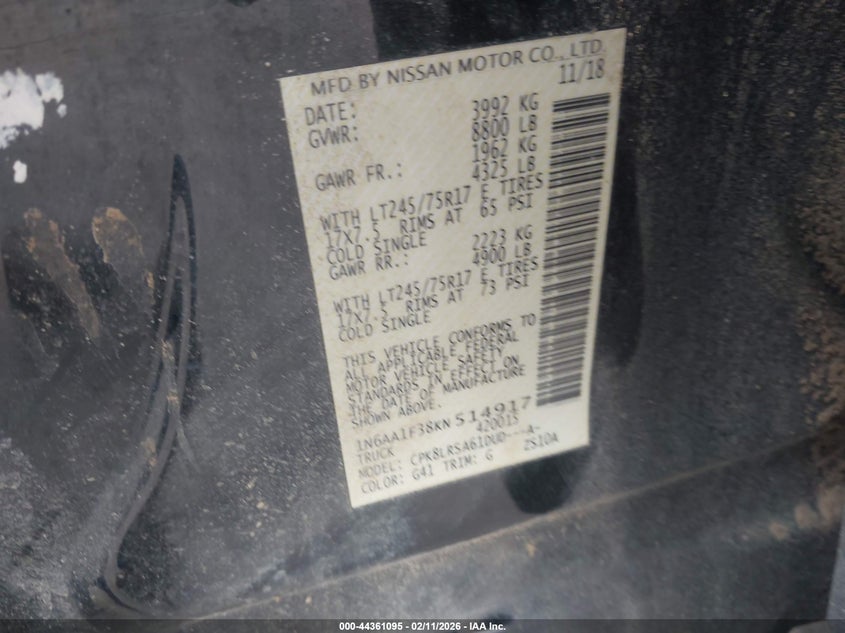 MFD BY NISSAN MOTOR CO., LTD.
DATE: 11/18
GVWR: 3992 KG
8800 LB
GAWR FR.: 1962 KG
4325 LB
WITH LT245/75R17 E TIRES
17X7.5 RIMS AT 65 PSI
COLD SINGLE
GAWR RR.: 2223 KG
4900 LB
WITH LT245/75R17 E TIRES
17X7.5 RIMS AT 73 PSI
COLD SINGLE
THIS VEHICLE CONFORMS TO
ALL APPLICABLE FEDERAL
MOTOR VEHICLE SAFETY
STANDARDS IN EFFECT ON
THE DATE OF MANUFACTURE
SHOWN ABOVE.
1N6AA1F38KN514917
TRUCK 420015
MODEL: CPK8LRSA610UD---A-
COLOR: G41 TRIM: G ZS10A
000-44361095 - 02/11/2026 - IAA Inc.